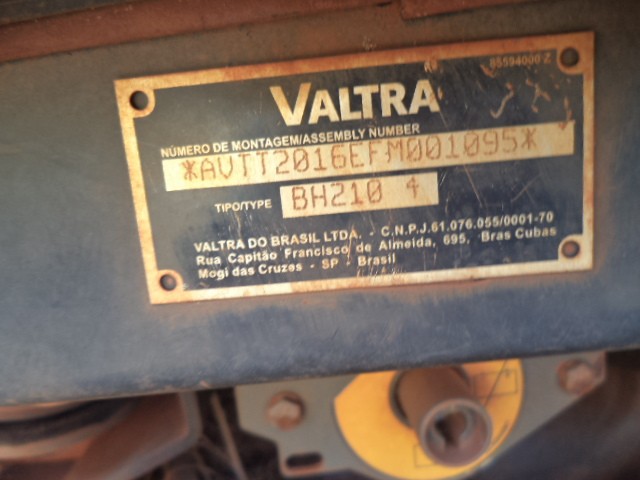 85594000 Z
VALTRA
NÚMERO DE MONTAGEM/ASSEMBLY NUMBER
*AVTT2016EFM001095*
TIPO/TYPE BH210 4
VALTRA DO BRASIL LTDA. - C.N.P.J.61.076.055/0001-70
Rua Capitão Francisco de Almeida, 695, Bras Cubas
Mogi das Cruzes - SP - Brasil